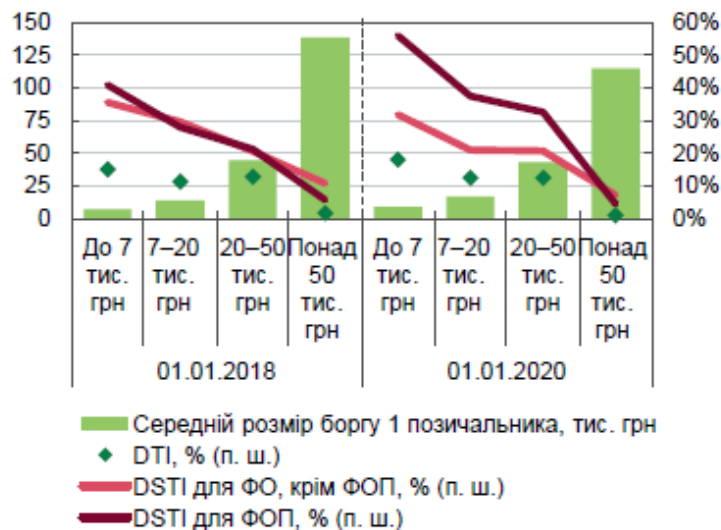 150
125
100
75
50
25
0
60%
50%
40%
30%
20%
10%
0%
До 7 7–20 20–50 Понад До 7 7–20 20–50 Понад
тис. тис. тис. 50 тис. тис. тис. 50
грн грн грн тис. грн грн грн тис.
грн грн
01.01.2018 01.01.2020
Середній розмір боргу 1 позичальника, тис. грн
DTI, % (п. ш.)
DSTI для ФО, крім ФОП, % (п. ш.)
DSTI для ФОП, % (п. ш.)